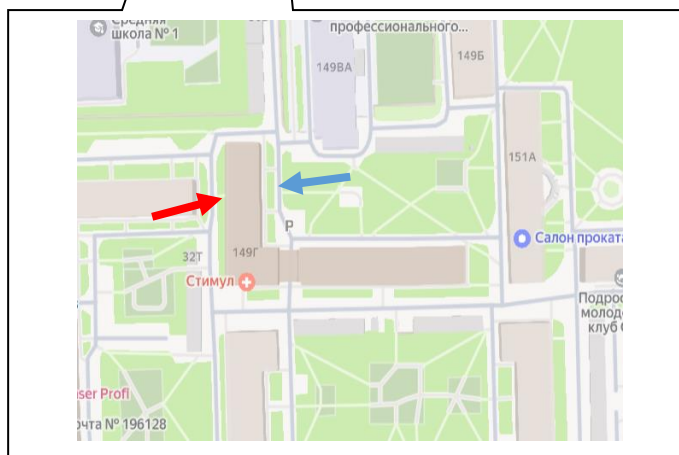 Средняя
школа № 1
профессионального...
149ВА
149Б
151А
Р
Салон проката
149Г
32Т
Стимул
Подрос
молод
клуб
ser Profi
очта № 196128